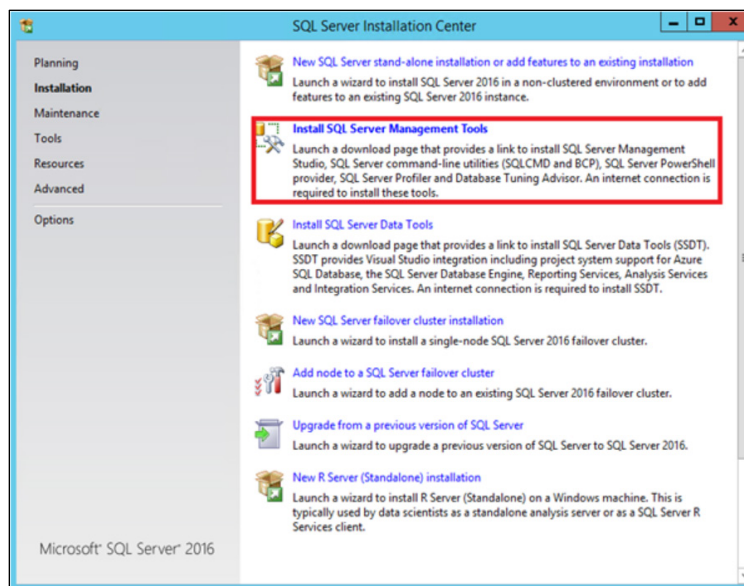 SQL Server Installation Center
Planning
Installation
Maintenance
Tools
Resources
Advanced
Options
New SQL Server stand-alone installation or add features to an existing installation
Launch a wizard to install SQL Server 2016 in a non-clustered environment or to add
features to an existing SQL Server 2016 instance.
Install SQL Server Management Tools
Launch a download page that provides a link to install SQL Server Management
Studio, SQL Server command-line utilities (SQLCMD and BCP), SQL Server PowerShell
provider, SQL Server Profiler and Database Tuning Advisor. An internet connection is
required to install these tools.
Install SQL Server Data Tools
Launch a download page that provides a link to install SQL Server Data Tools (SSDT).
SSDT provides Visual Studio integration including project system support for Azure
SQL Database, the SQL Server Database Engine, Reporting Services, Analysis Services
and Integration Services. An internet connection is required to install SSDT.
New SQL Server failover cluster installation
Launch a wizard to install a single-node SQL Server 2016 failover cluster.
Add node to a SQL Server failover cluster
Launch a wizard to add a node to an existing SQL Server 2016 failover cluster.
Upgrade from a previous version of SQL Server
Launch a wizard to upgrade a previous version of SQL Server to SQL Server 2016.
New R Server (Standalone) installation
Launch a wizard to install R Server (Standalone) on a Windows machine. This is
typically used by data scientists as a standalone analysis server or as a SQL Server R
Services client.
Microsoft® SQL Server® 2016